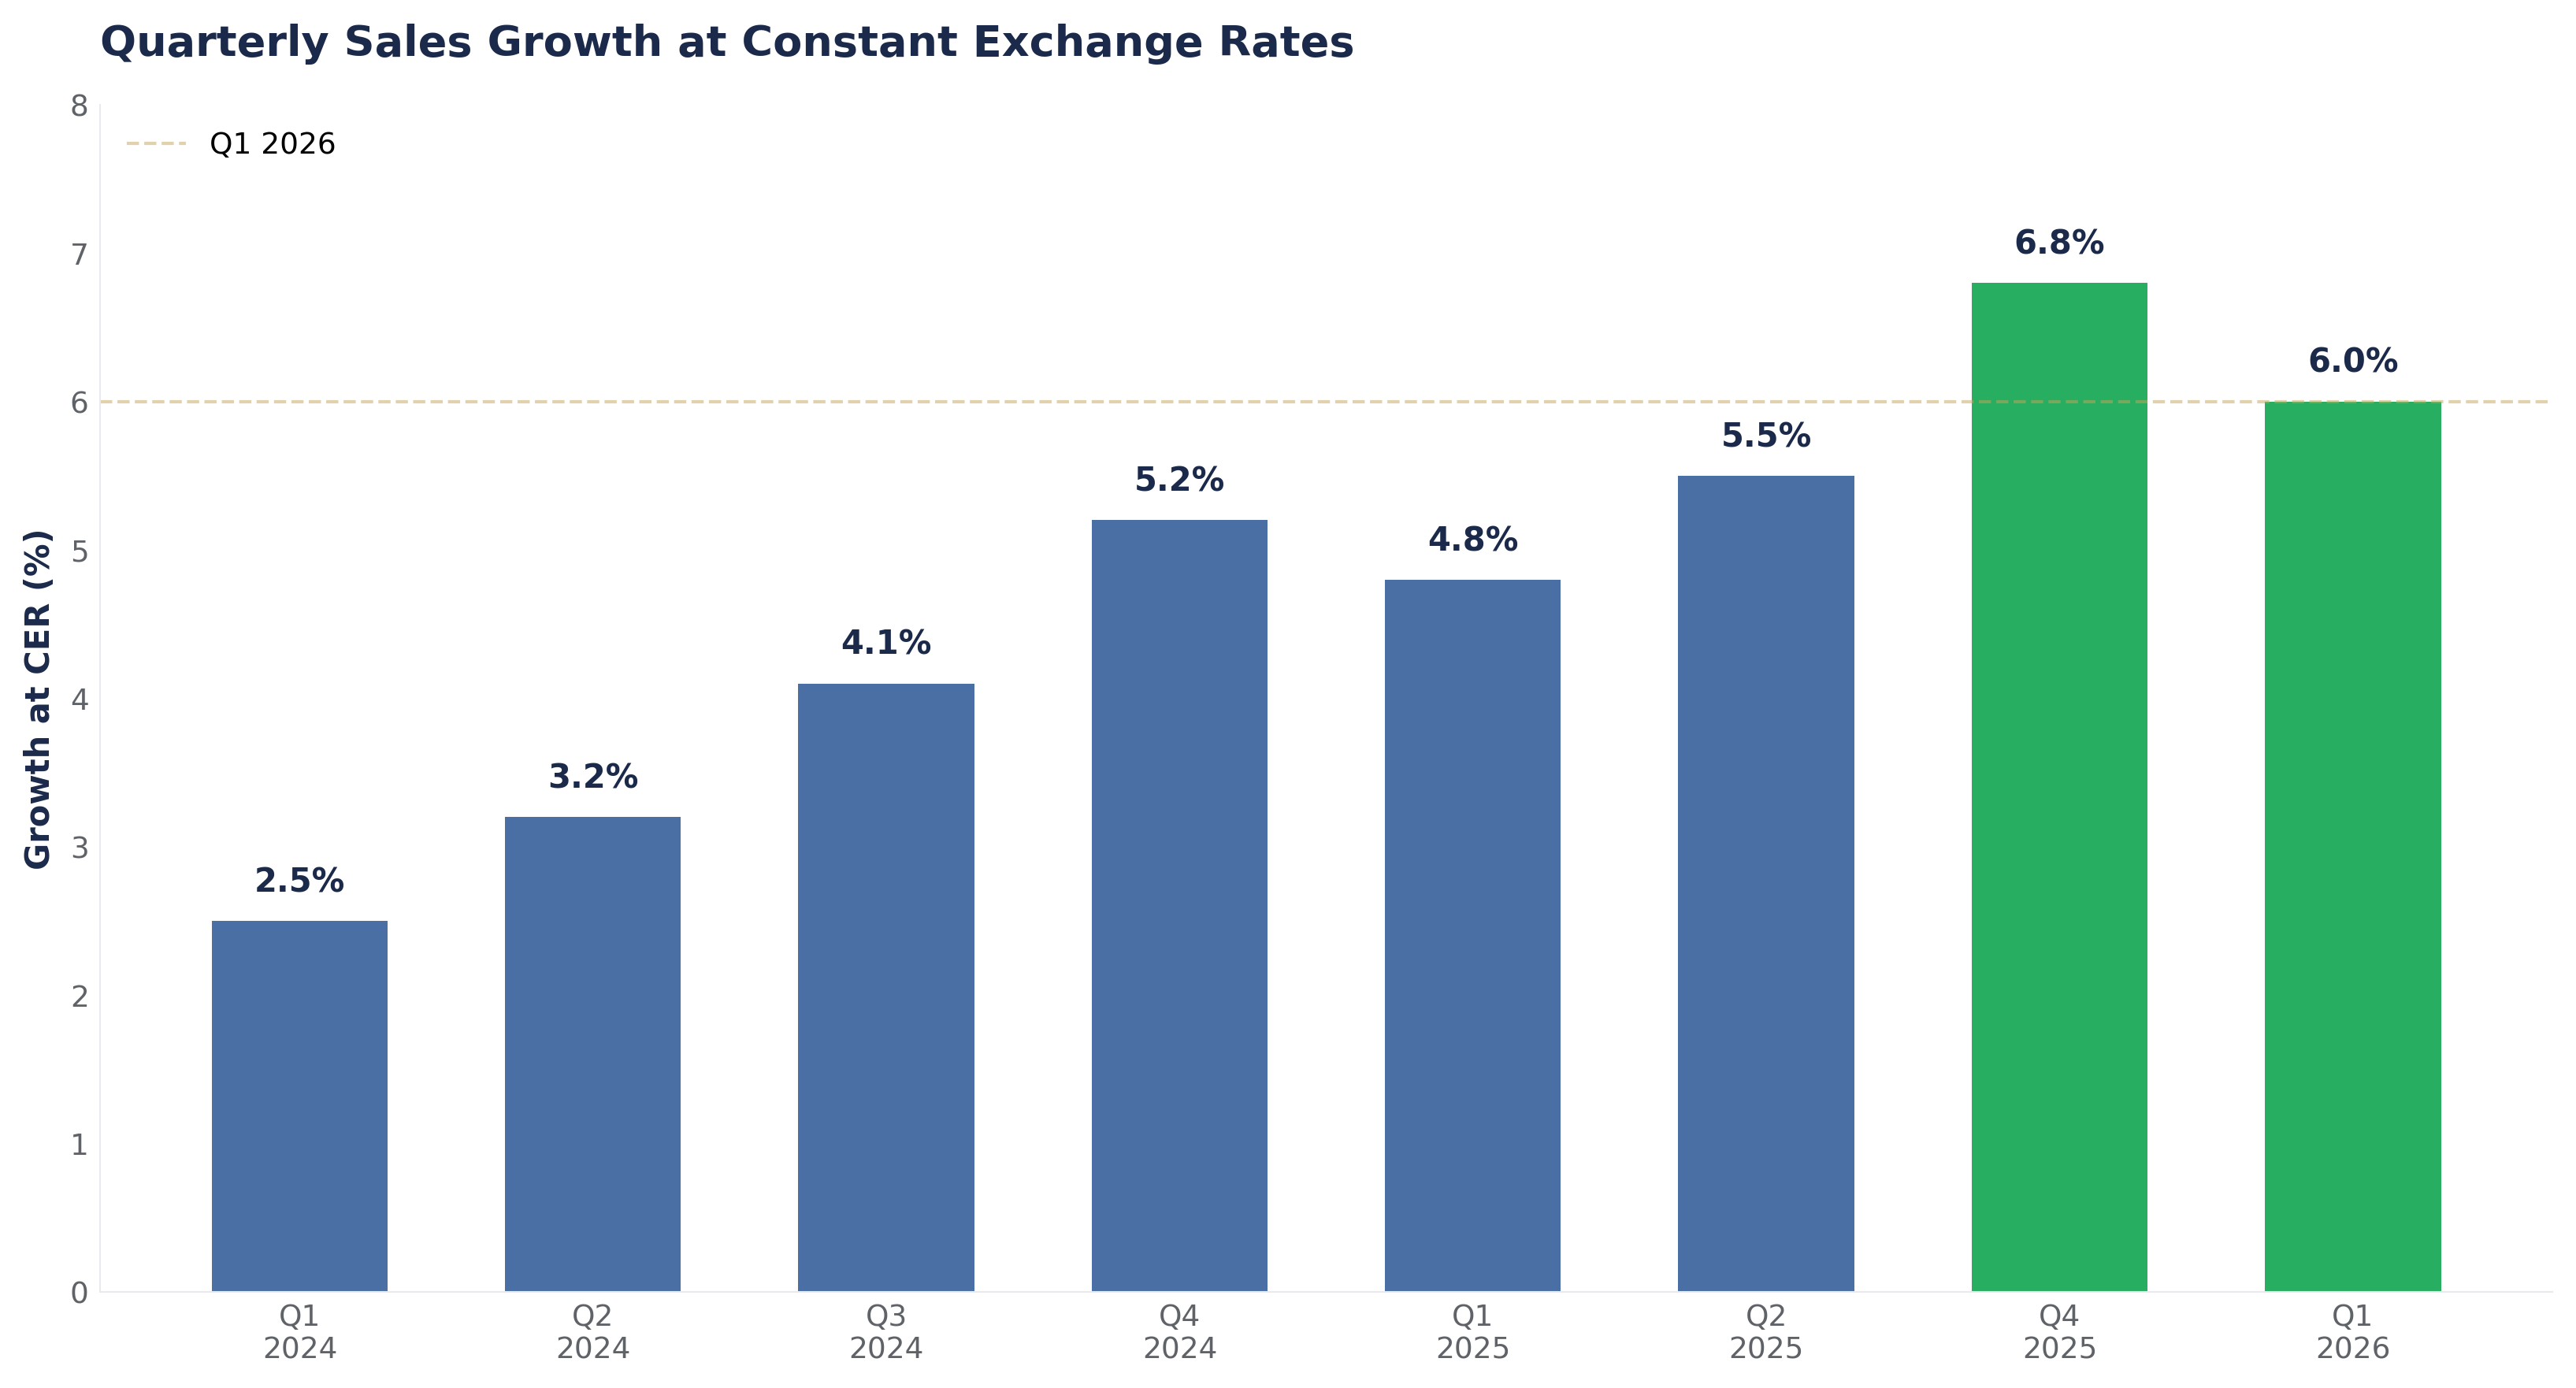 Quarterly Sales Growth at Constant Exchange Rates
Q1 2026
Growth at CER (%)
8
7
6
5
4
3
2
1
0
2.5%
3.2%
4.1%
5.2%
4.8%
5.5%
6.8%
6.0%
Q1
2024
Q2
2024
Q3
2024
Q4
2024
Q1
2025
Q2
2025
Q4
2025
Q1
2026